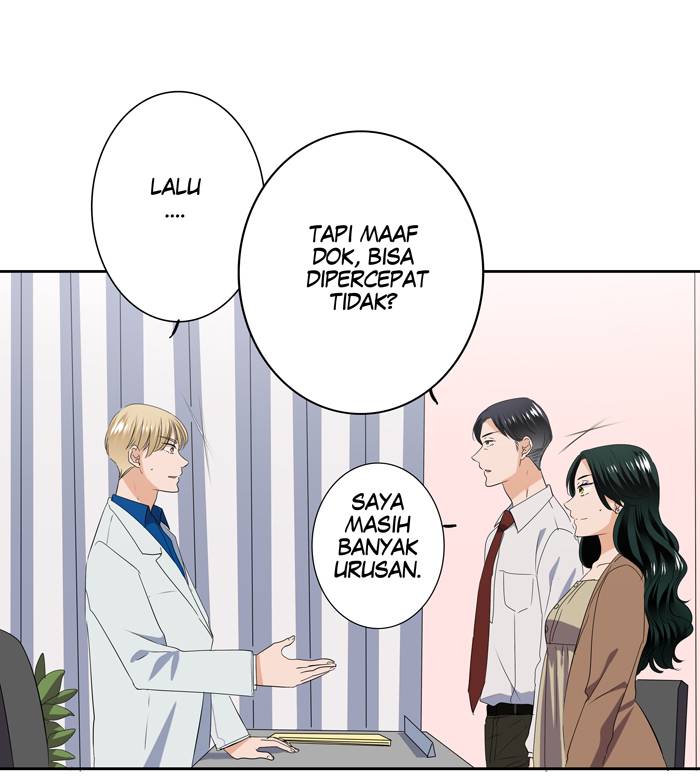 LALU
....
TAPI MAAF
DOK, BISA
DIPERCEPAT
TIDAK?
SAYA
MASIH
BANYAK
URUSAN.